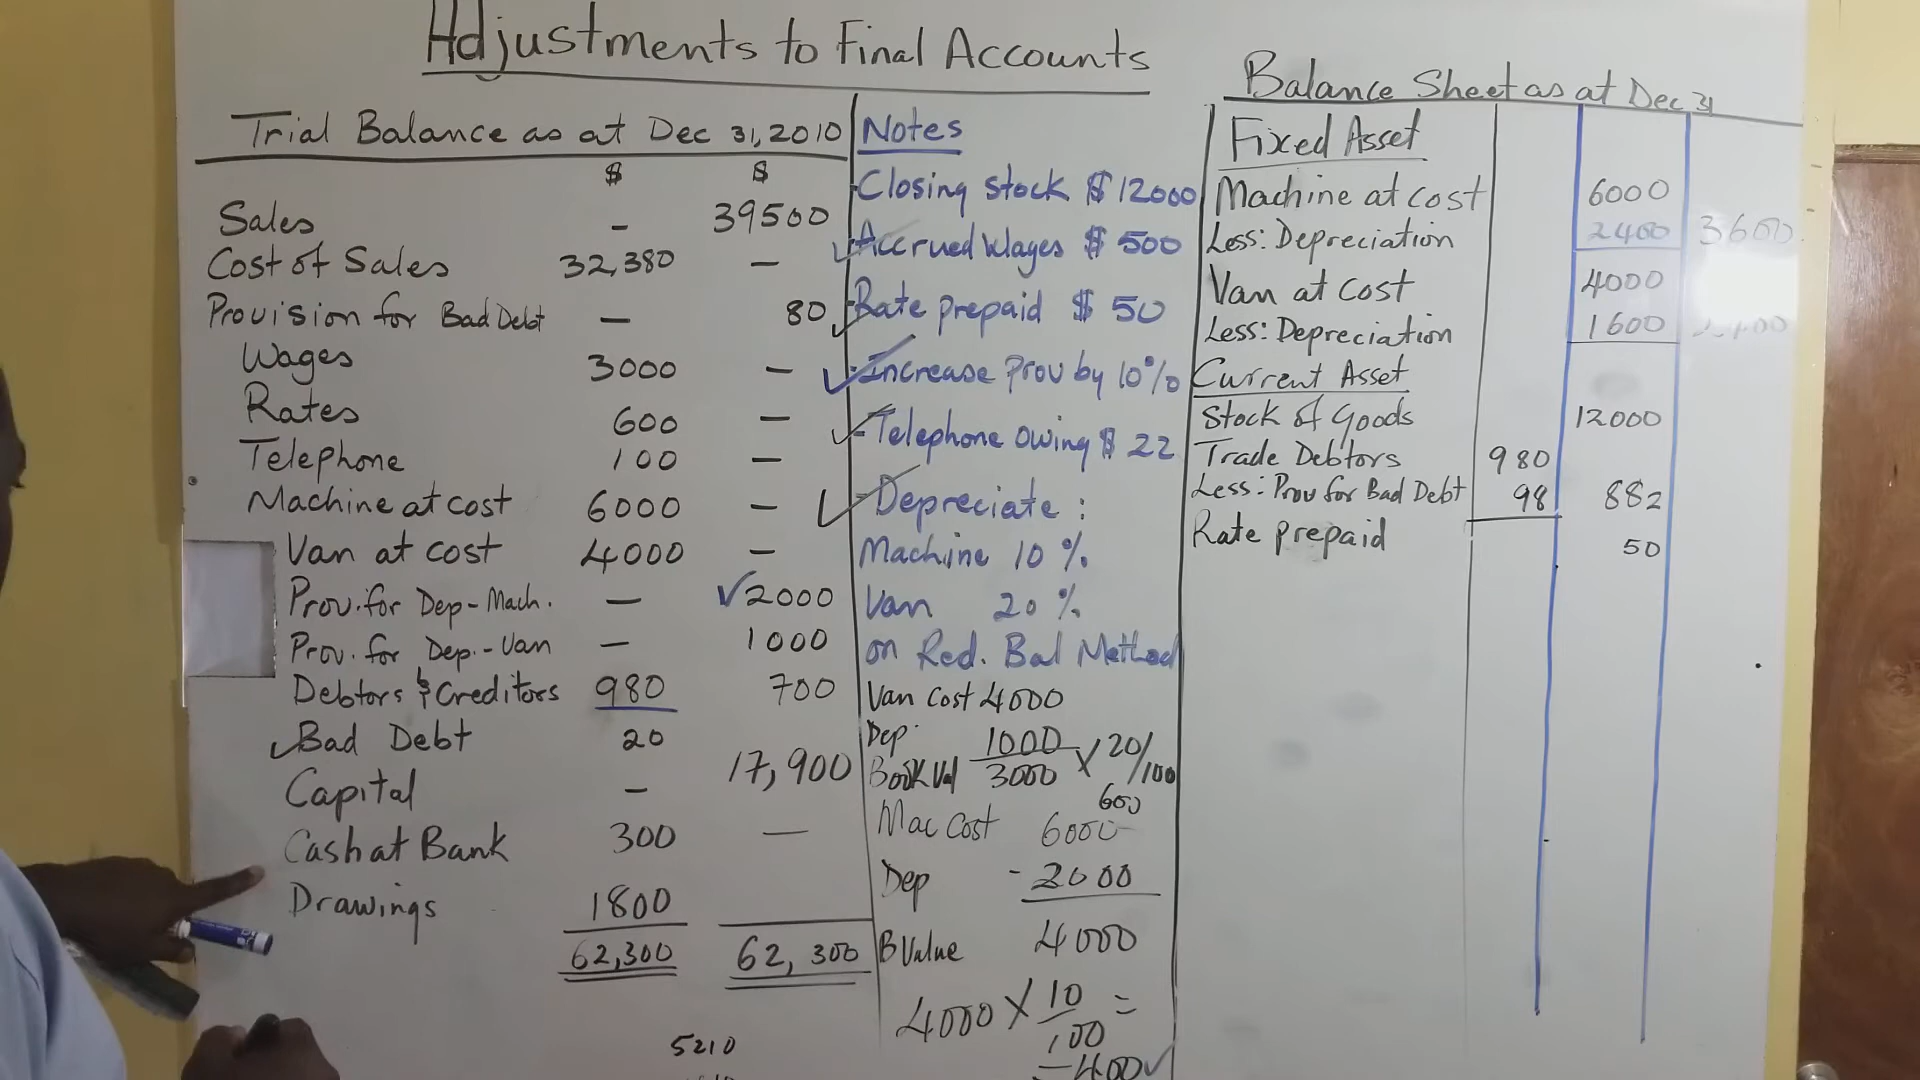 Adjustments to Final Accounts
Trial Balance as at Dec 31, 2010
$ $
Sales - 39500
Cost of Sales 32,380 -
Provision for Bad Debt - 80
Wages 3000 -
Rates 600 -
Telephone 100 -
Machine at cost 6000 -
Van at cost 4000 -
Prov. for Dep - Mach. - √2000
Prov. for Dep. - Van - 1000
Debtors & Creditors 980 700
Bad Debt 20
Capital - 17,900
Cash at Bank 300 -
Drawings 1800
62,300 62,300
5210
Notes
- Closing stock $ 12000
- Accrued Wages $ 500
- Rate prepaid $ 50
- Increase Prov by 10%
- Telephone owing $ 22
- Depreciate :
Machine 10 %
Van 20 %
on Red. Bal Method
Van Cost 4000
Dep. 1000
Book Val 3000 X 20/100
600
Mac Cost 6000
Dep - 2000
B Value 4000
4000 X 10/100 =
= 400 ✓
Balance Sheet as at Dec 31
Fixed Asset
Machine at cost 6000
Less: Depreciation 2400 3600
Van at cost 4000
Less: Depreciation 1600
Current Asset
Stock of Goods 12000
Trade Debtors 980
Less: Prov for Bad Debt 98 882
Rate prepaid 50